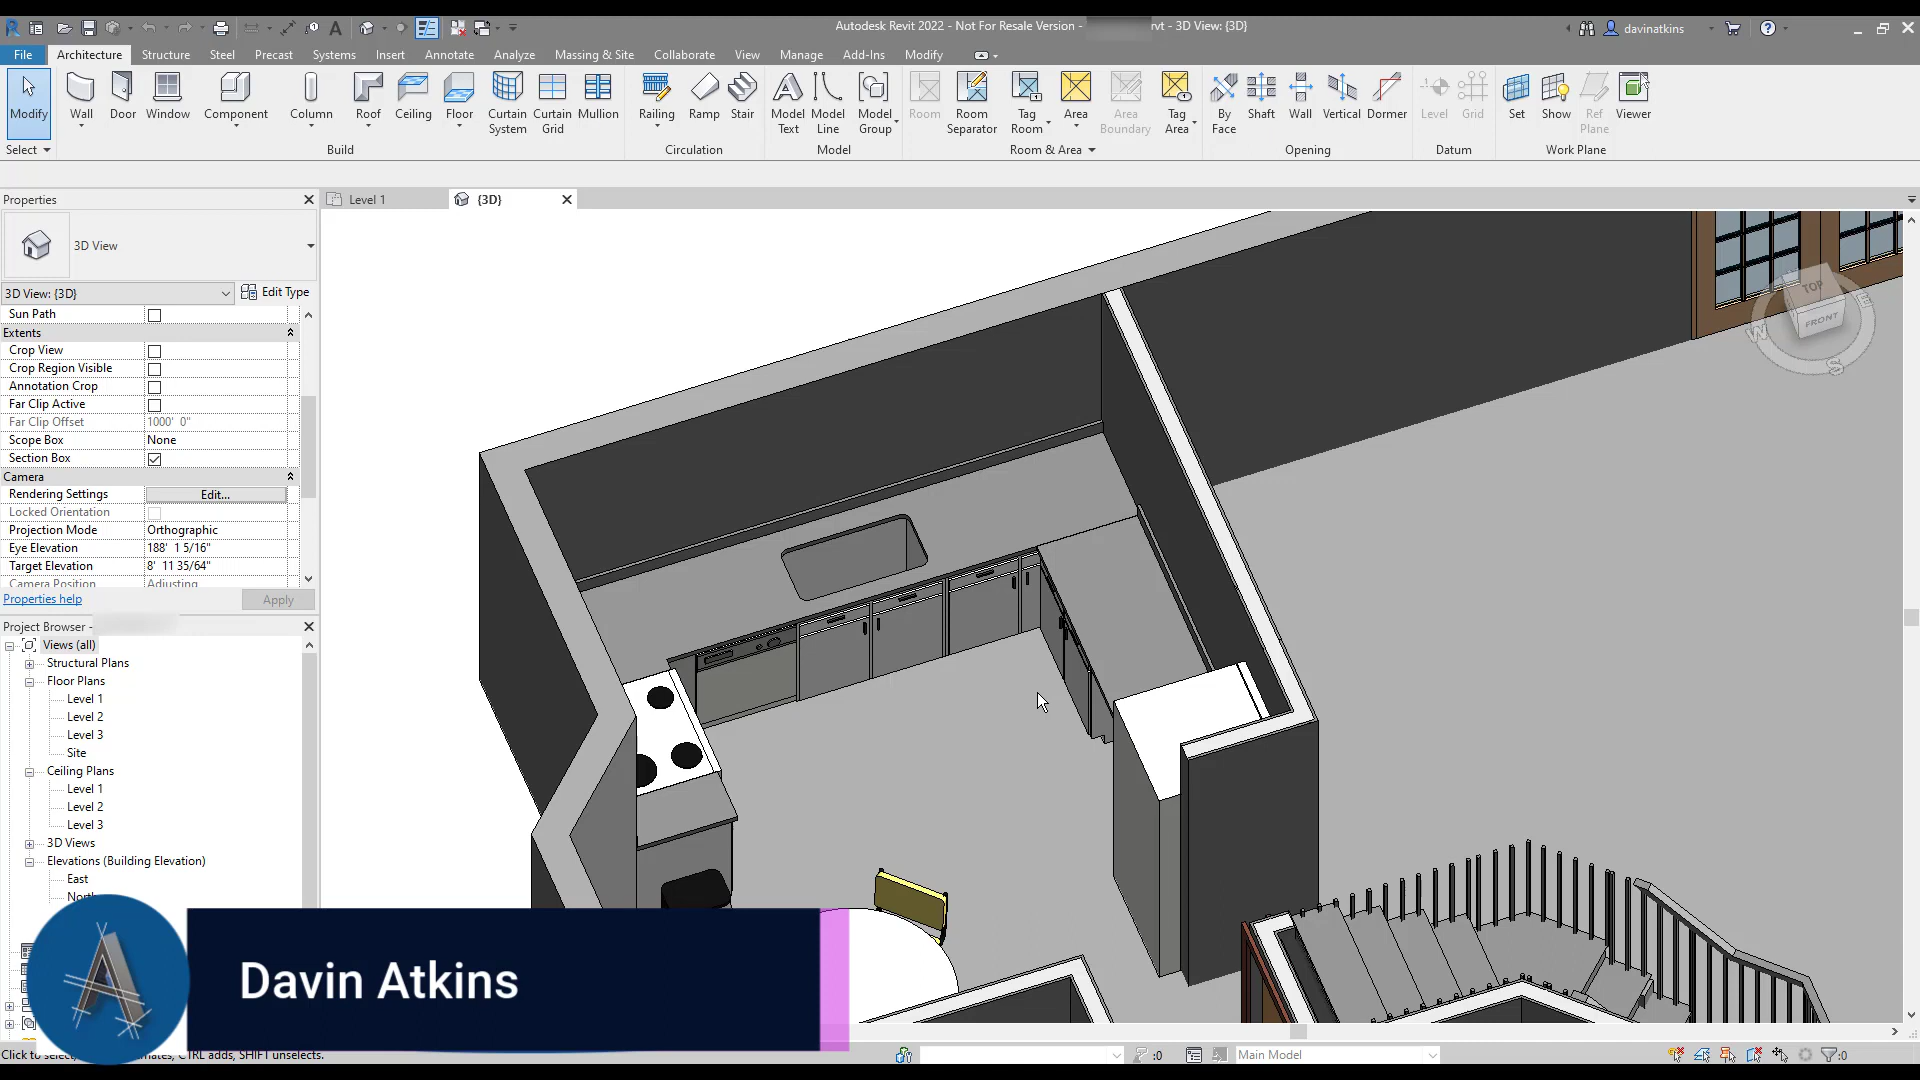 Autodesk Revit 2022 - Not For Resale Version -
rvt - 3D View: {3D}
davinatkins
File
Architecture
Structure
Steel
Precast
Systems
Insert
Annotate
Analyze
Massing & Site
Collaborate
View
Manage
Add-Ins
Modify
Modify
Wall
Door
Window
Component
Column
Roof
Ceiling
Floor
Curtain
System
Curtain
Grid
Mullion
Railing
Ramp
Stair
Model
Text
Model
Line
Model
Group
Room
Room
Separator
Tag
Room
Area
Area
Boundary
Tag
Area
By
Face
Shaft
Wall
Vertical
Dormer
Level
Grid
Set
Show
Ref
Plane
Viewer
Select
Build
Circulation
Model
Room & Area
Opening
Datum
Work Plane
Properties
Level 1
{3D}
3D View
3D View: {3D}
Edit Type
Sun Path
Extents
Crop View
Crop Region Visible
Annotation Crop
Far Clip Active
Far Clip Offset 1000' 0"
Scope Box None
Section Box
Camera
Rendering Settings Edit...
Locked Orientation
Projection Mode Orthographic
Eye Elevation 188' 1 5/16"
Target Elevation 8' 11 35/64"
Camera Position Adjusting
Properties help
Apply
Project Browser -
Views (all)
Structural Plans
Floor Plans
Level 1
Level 2
Level 3
Site
Ceiling Plans
Level 1
Level 2
Level 3
3D Views
Elevations (Building Elevation)
East
TOP
FRONT
W
E
S
Davin Atkins
Click to select
CTRL adds, SHIFT unselects.
:0
Main Model
:0